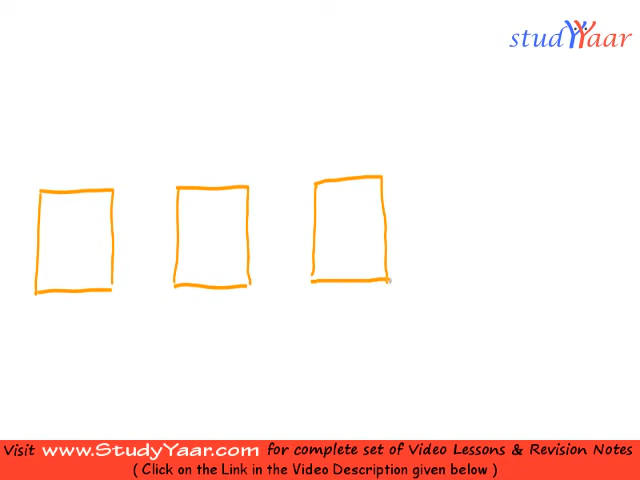 studYYaar
Visit www.StudyYaar.com for complete set of Video Lessons & Revision Notes
( Click on the Link in the Video Description given below )